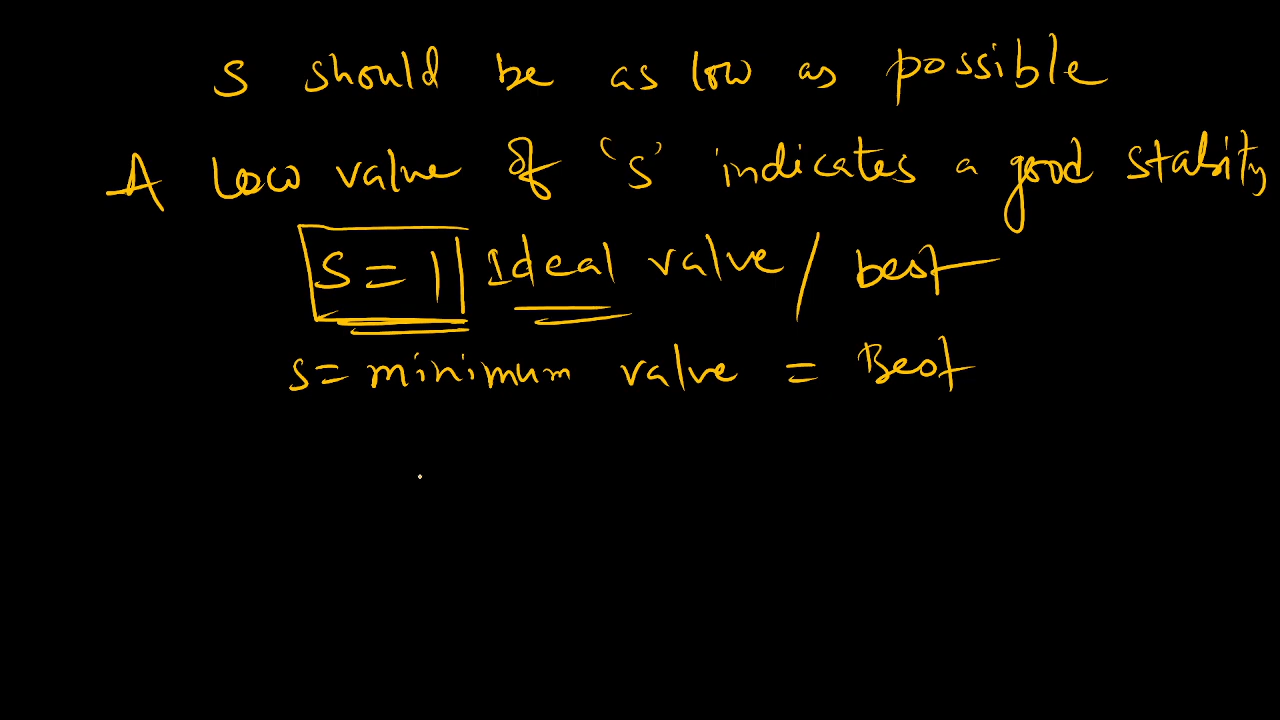 S should be as low as possible
A Low value of 's' indicates a good stability
S = 1 Ideal value / best
s = minimum value = Best